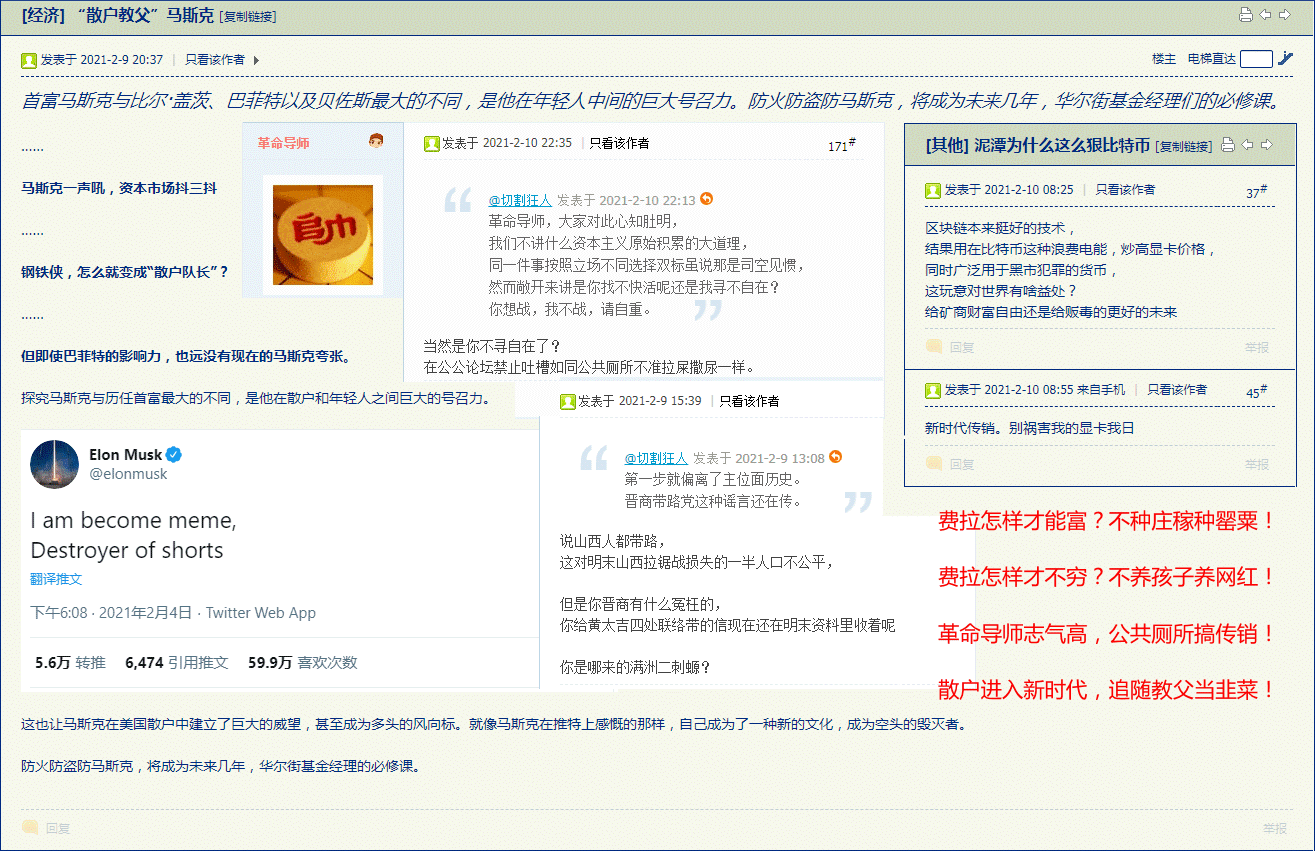 [经济] “散户教父”马斯克 [复制链接]
发表于 2021-2-9 20:37 | 只看该作者
楼主 电梯直达
首富马斯克与比尔·盖茨、巴菲特以及贝佐斯最大的不同，是他在年轻人中间的巨大号召力。防火防盗防马斯克，将成为未来几年，华尔街基金经理们的必修课。
……
马斯克一声吼，资本市场抖三抖
……
钢铁侠，怎么就变成“散户队长”？
……
但即使巴菲特的影响力，也远没有现在的马斯克夸张。
探究马斯克与历任首富最大的不同，是他在散户和年轻人之间巨大的号召力。
革命导师
发表于 2021-2-10 22:35 | 只看该作者
171#
@切割狂人 发表于 2021-2-10 22:13
革命导师，大家对此心知肚明，
我们不讲什么资本主义原始积累的大道理，
同一件事按照立场不同选择双标虽说那是司空见惯，
然而敞开来讲是你找不快活呢还是我寻不自在？
你想战，我不战，请自重。
当然是你不寻自在了？
在公公论坛禁止吐槽如同公共厕所不准拉屎撒尿一样。
发表于 2021-2-9 15:39 | 只看该作者
@切割狂人 发表于 2021-2-9 13:08
第一步就偏离了主位面历史。
晋商带路党这种谣言还在传。
说山西人都带路，
这对明末山西拉锯战损失的一半人口不公平，
但是你晋商有什么冤枉的，
你给黄太吉四处联络带的信现在还在明末资料里收着呢
你是哪来的满洲二刺螈？
[其他] 泥潭为什么这么狠比特币 [复制链接]
发表于 2021-2-10 08:25 | 只看该作者
37#
区块链本来挺好的技术，
结果用在比特币这种浪费电能，炒高显卡价格，
同时广泛用于黑市犯罪的货币，
这玩意对世界有啥益处？
给矿商财富自由还是给贩毒的更好的未来
回复
举报
发表于 2021-2-10 08:55 来自手机 | 只看该作者
45#
新时代传销。别祸害我的显卡我日
回复
举报
Elon Musk
@elonmusk
I am become meme,
Destroyer of shorts
翻译推文
下午6:08 · 2021年2月4日 · Twitter Web App
5.6万 转推 6,474 引用推文 59.9万 喜欢次数
费拉怎样才能富？不种庄稼种罂粟！
费拉怎样才不穷？不养孩子养网红！
革命导师志气高，公共厕所搞传销！
散户进入新时代，追随教父当韭菜！
这也让马斯克在美国散户中建立了巨大的威望，甚至成为多头的风向标。就像马斯克在推特上感慨的那样，自己成为了一种新的文化，成为空头的毁灭者。
防火防盗防马斯克，将成为未来几年，华尔街基金经理的必修课。
回复
举报